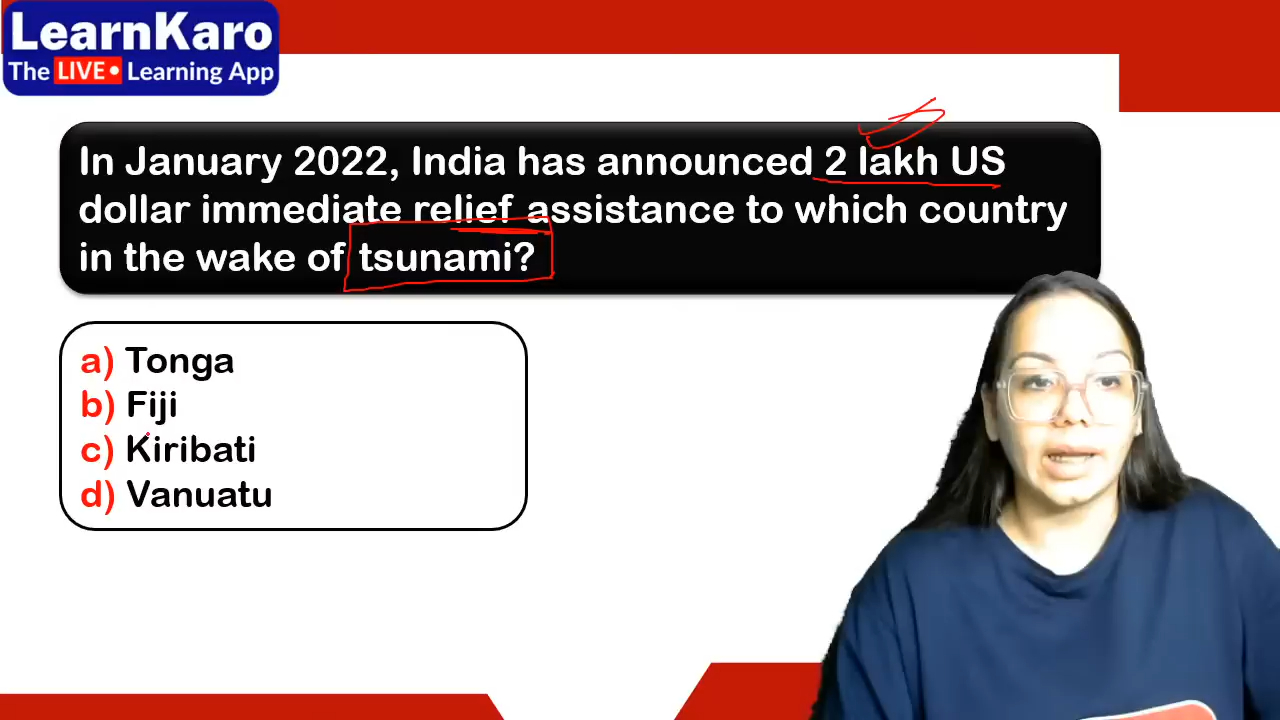 LearnKaro
The LIVE Learning App
In January 2022, India has announced 2 lakh US
dollar immediate relief assistance to which country
in the wake of tsunami?
a) Tonga
b) Fiji
c) Kiribati
d) Vanuatu